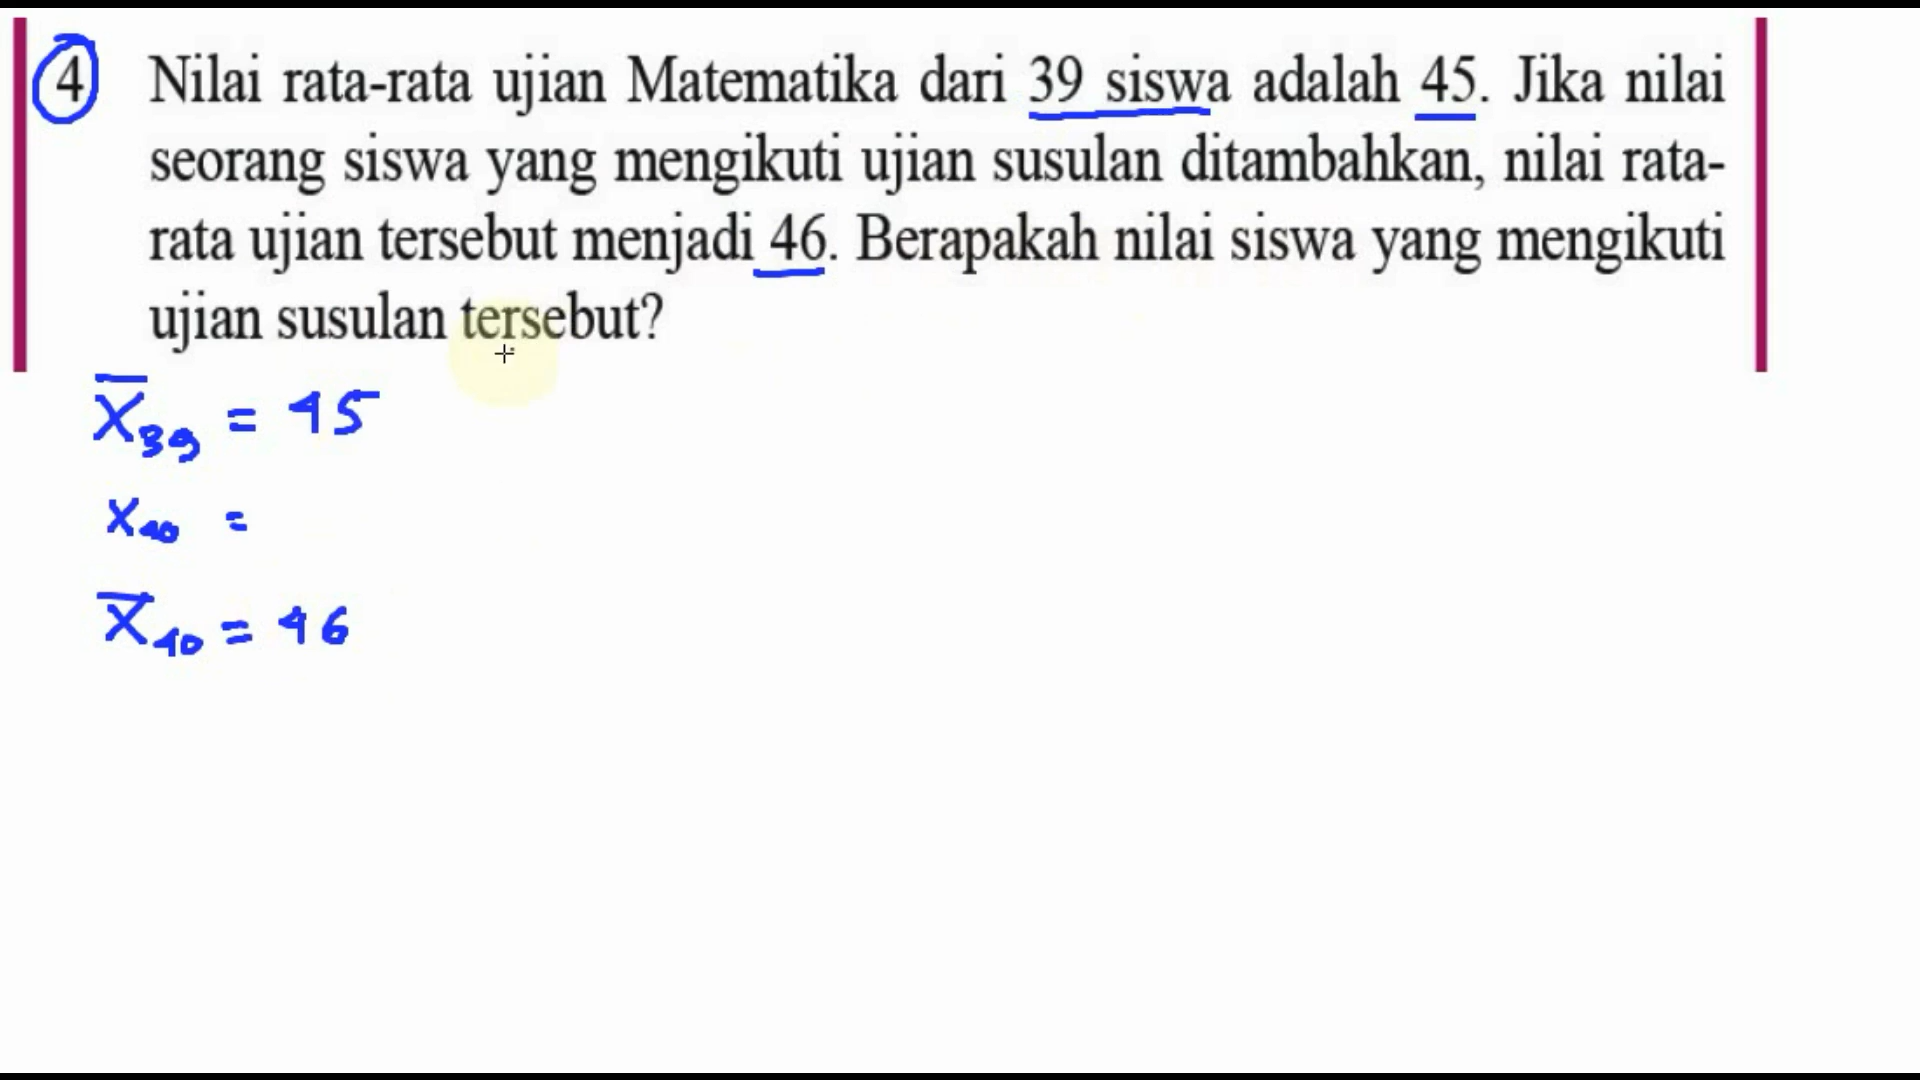 4 Nilai rata-rata ujian Matematika dari 39 siswa adalah 45. Jika nilai
seorang siswa yang mengikuti ujian susulan ditambahkan, nilai rata-
rata ujian tersebut menjadi 46. Berapakah nilai siswa yang mengikuti
ujian susulan tersebut?
X̅₃₉ = 45
X₄₀ =
X̅₄₀ = 46